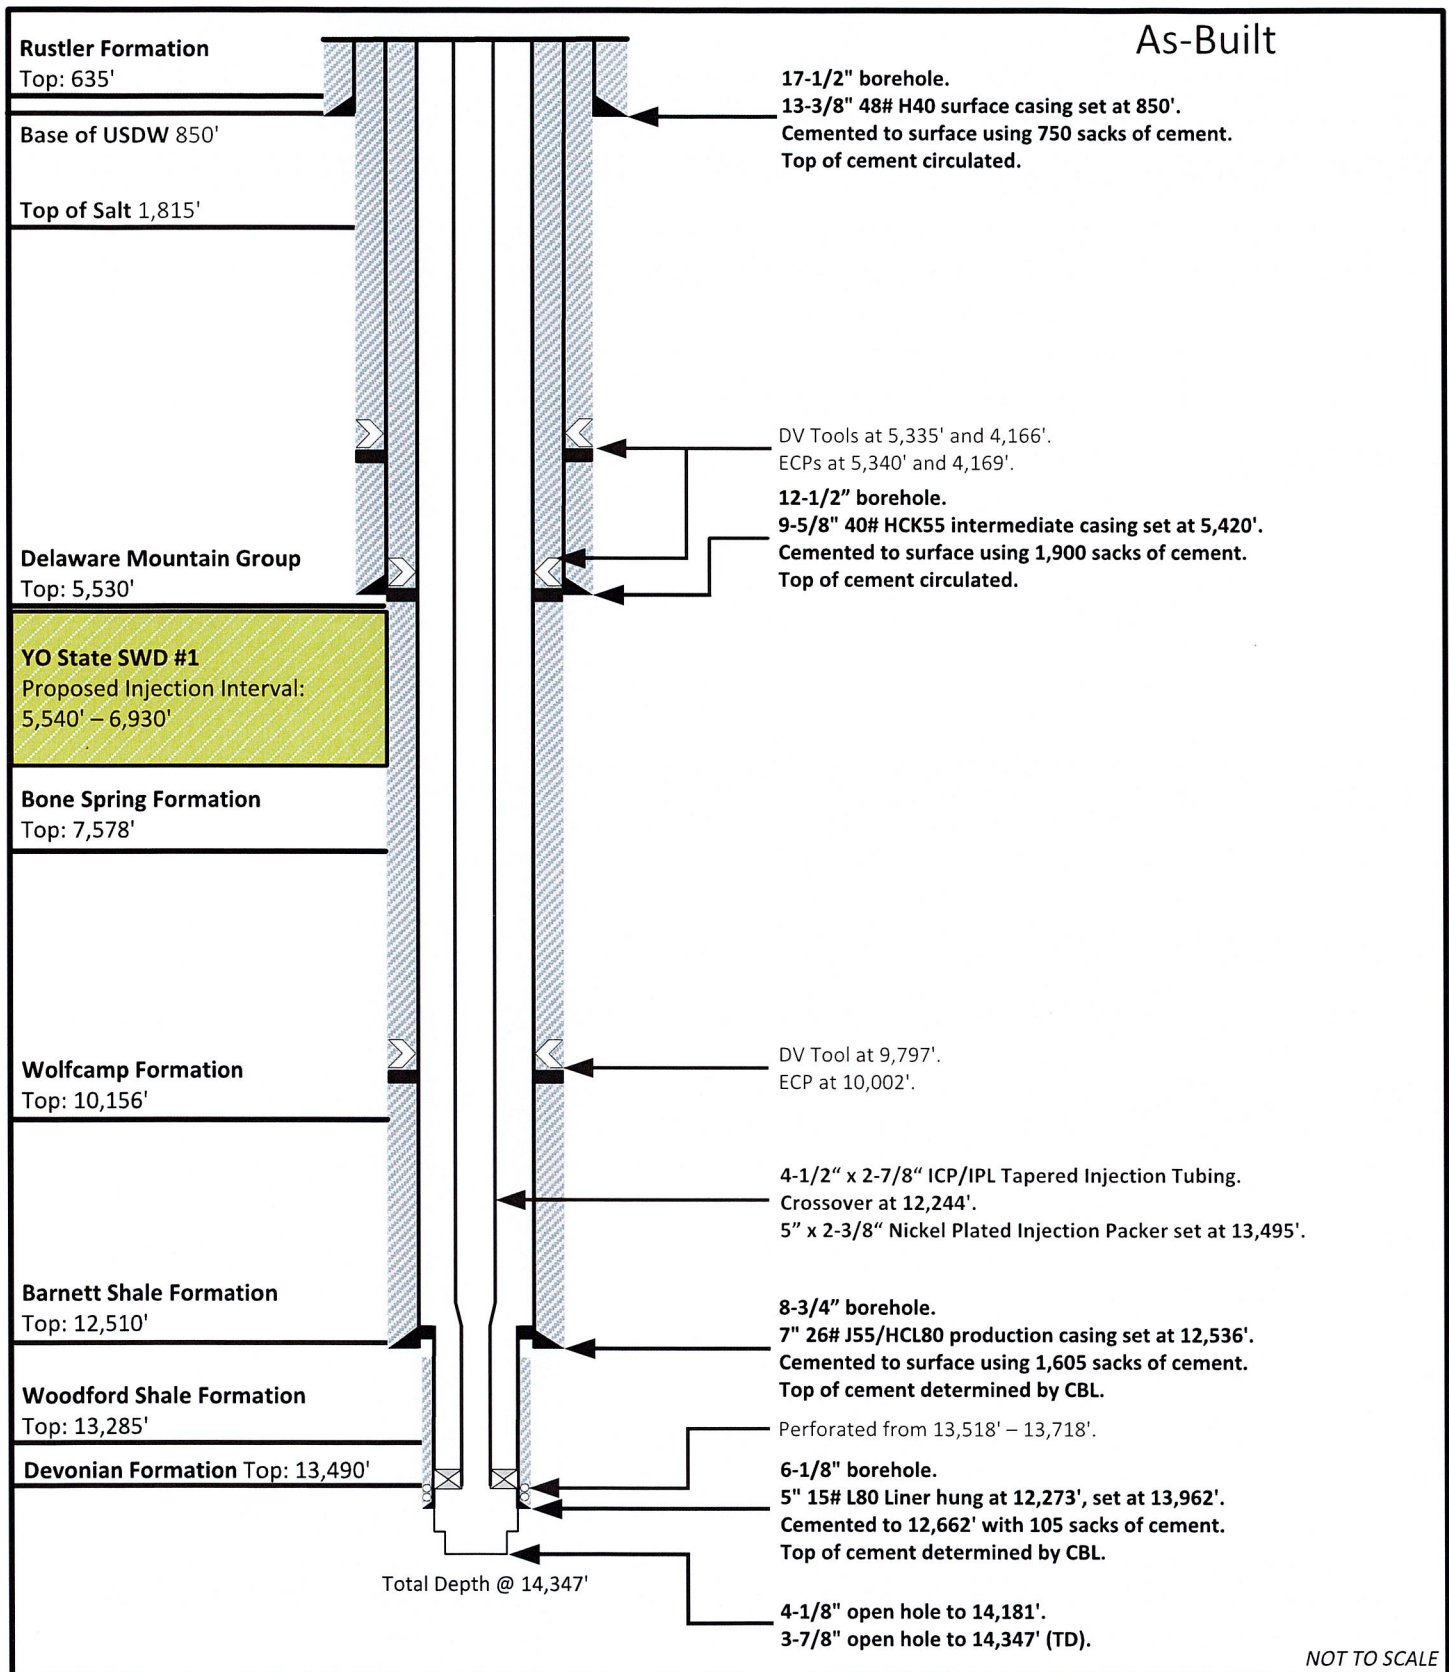 As-Built
Rustler Formation
Top: 635'
Base of USDW 850'
Top of Salt 1,815'
Delaware Mountain Group
Top: 5,530'
YO State SWD #1
Proposed Injection Interval:
5,540' – 6,930'
Bone Spring Formation
Top: 7,578'
Wolfcamp Formation
Top: 10,156'
Barnett Shale Formation
Top: 12,510'
Woodford Shale Formation
Top: 13,285'
Devonian Formation Top: 13,490'
17-1/2" borehole.
13-3/8" 48# H40 surface casing set at 850'.
Cemented to surface using 750 sacks of cement.
Top of cement circulated.
DV Tools at 5,335' and 4,166'.
ECPs at 5,340' and 4,169'.
12-1/2” borehole.
9-5/8" 40# HCK55 intermediate casing set at 5,420'.
Cemented to surface using 1,900 sacks of cement.
Top of cement circulated.
DV Tool at 9,797'.
ECP at 10,002'.
4-1/2“ x 2-7/8“ ICP/IPL Tapered Injection Tubing.
Crossover at 12,244'.
5” x 2-3/8“ Nickel Plated Injection Packer set at 13,495'.
8-3/4” borehole.
7" 26# J55/HCL80 production casing set at 12,536'.
Cemented to surface using 1,605 sacks of cement.
Top of cement determined by CBL.
Perforated from 13,518' – 13,718'.
6-1/8" borehole.
5" 15# L80 Liner hung at 12,273', set at 13,962'.
Cemented to 12,662' with 105 sacks of cement.
Top of cement determined by CBL.
Total Depth @ 14,347'
4-1/8" open hole to 14,181'.
3-7/8" open hole to 14,347' (TD).
NOT TO SCALE